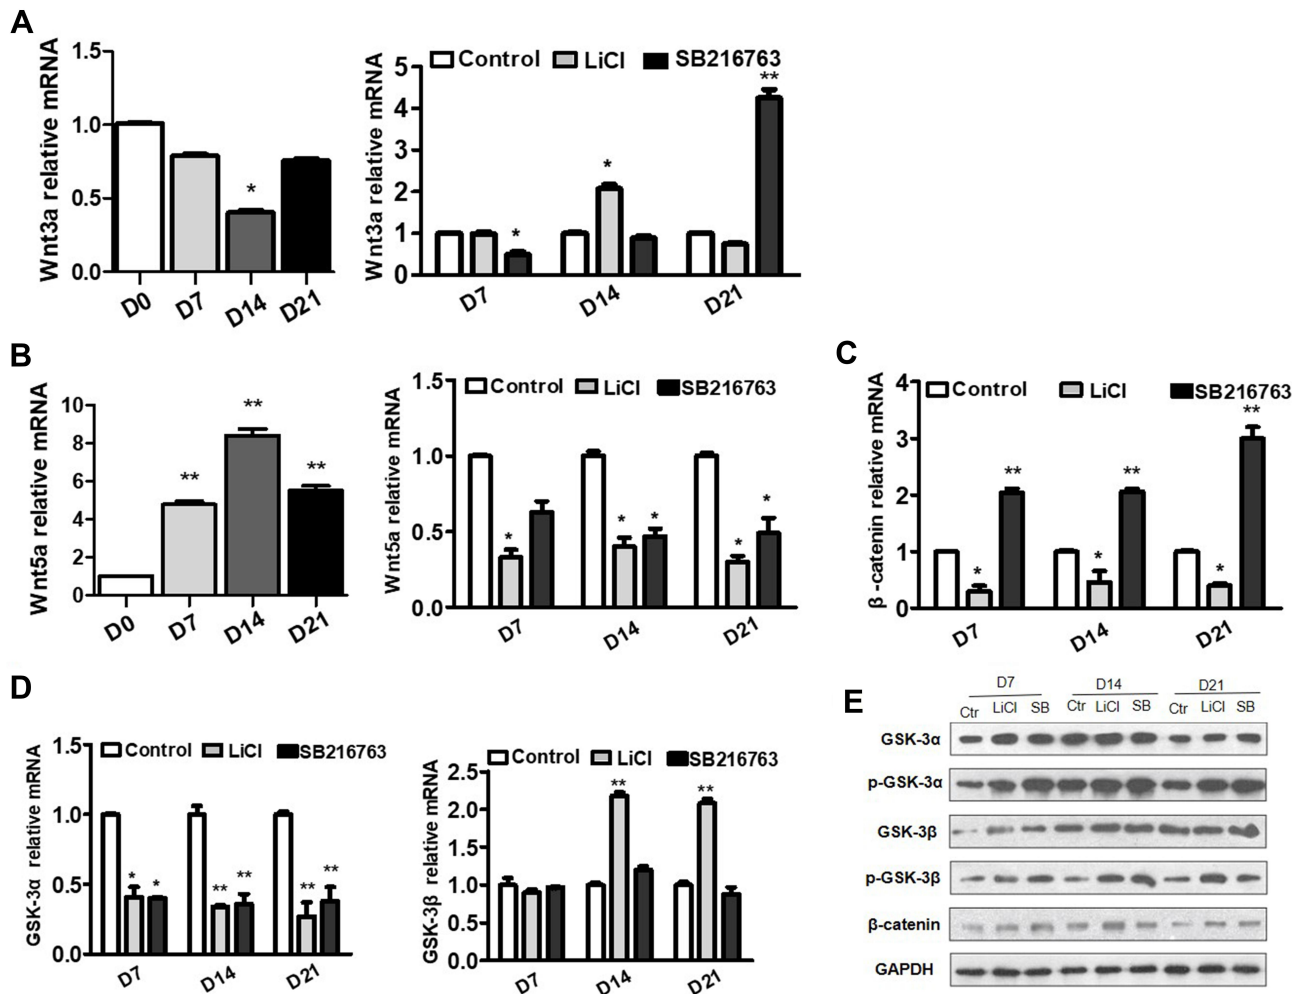 A
Wnt3a relative mRNA
1.5
1.0
0.5
0.0
*
D0 D7 D14 D21
Wnt3a relative mRNA
Control LiCl SB216763
5
4
3
2
1
0
* * **
D7 D14 D21
B
Wnt5a relative mRNA
10
8
6
4
2
0
** ** **
D0 D7 D14 D21
Wnt5a relative mRNA
Control LiCl SB216763
1.5
1.0
0.5
0.0
* * * * *
D7 D14 D21
C
β -catenin relative mRNA
Control LiCl SB216763
4
3
2
1
0
* ** * ** * **
D7 D14 D21
D
GSK-3α relative mRNA
Control LiCl SB216763
1.5
1.0
0.5
0.0
* * ** ** ** **
D7 D14 D21
GSK-3β relative mRNA
Control LiCl SB216763
2.5
2.0
1.5
1.0
0.5
0.0
** **
D7 D14 D21
E
D7 D14 D21
Ctr LiCl SB Ctr LiCl SB Ctr LiCl SB
GSK-3α
p-GSK-3α
GSK-3β
p-GSK-3β
β-catenin
GAPDH